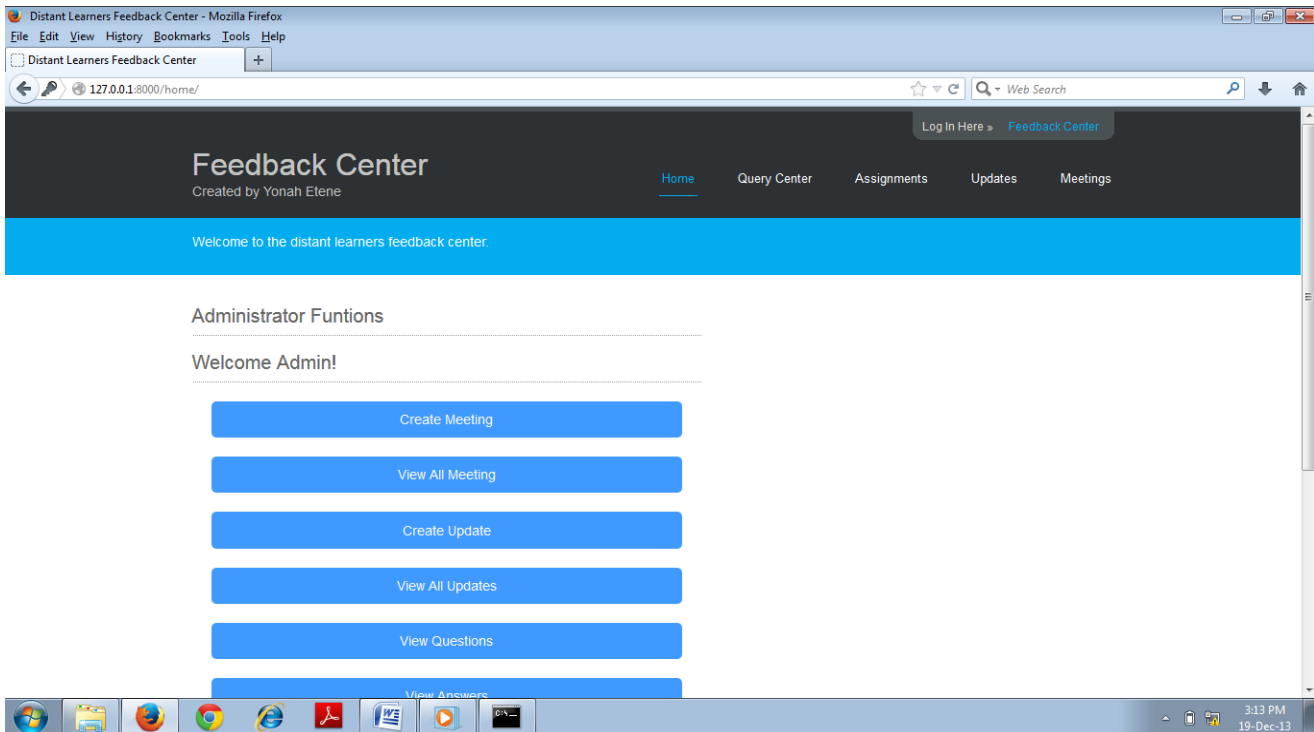 Distant Learners Feedback Center - Mozilla Firefox
File Edit View History Bookmarks Tools Help
Distant Learners Feedback Center +
127.0.0.1:8000/home/ Web Search
Log In Here » Feedback Center
Feedback Center
Created by Yonah Etene
Home Query Center Assignments Updates Meetings
Welcome to the distant learners feedback center.
Administrator Funtions
Welcome Admin!
Create Meeting
View All Meeting
Create Update
View All Updates
View Questions
View Answers
C:\_
3:13 PM
19-Dec-13